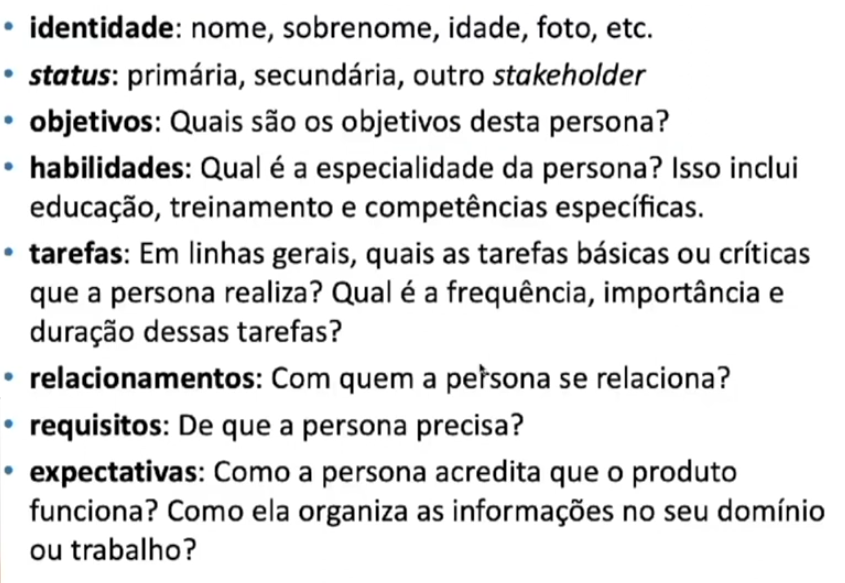 • identidade: nome, sobrenome, idade, foto, etc.
• status: primária, secundária, outro stakeholder
• objetivos: Quais são os objetivos desta persona?
• habilidades: Qual é a especialidade da persona? Isso inclui
educação, treinamento e competências específicas.
• tarefas: Em linhas gerais, quais as tarefas básicas ou críticas
que a persona realiza? Qual é a frequência, importância e
duração dessas tarefas?
• relacionamentos: Com quem a persona se relaciona?
• requisitos: De que a persona precisa?
• expectativas: Como a persona acredita que o produto
funciona? Como ela organiza as informações no seu domínio
ou trabalho?